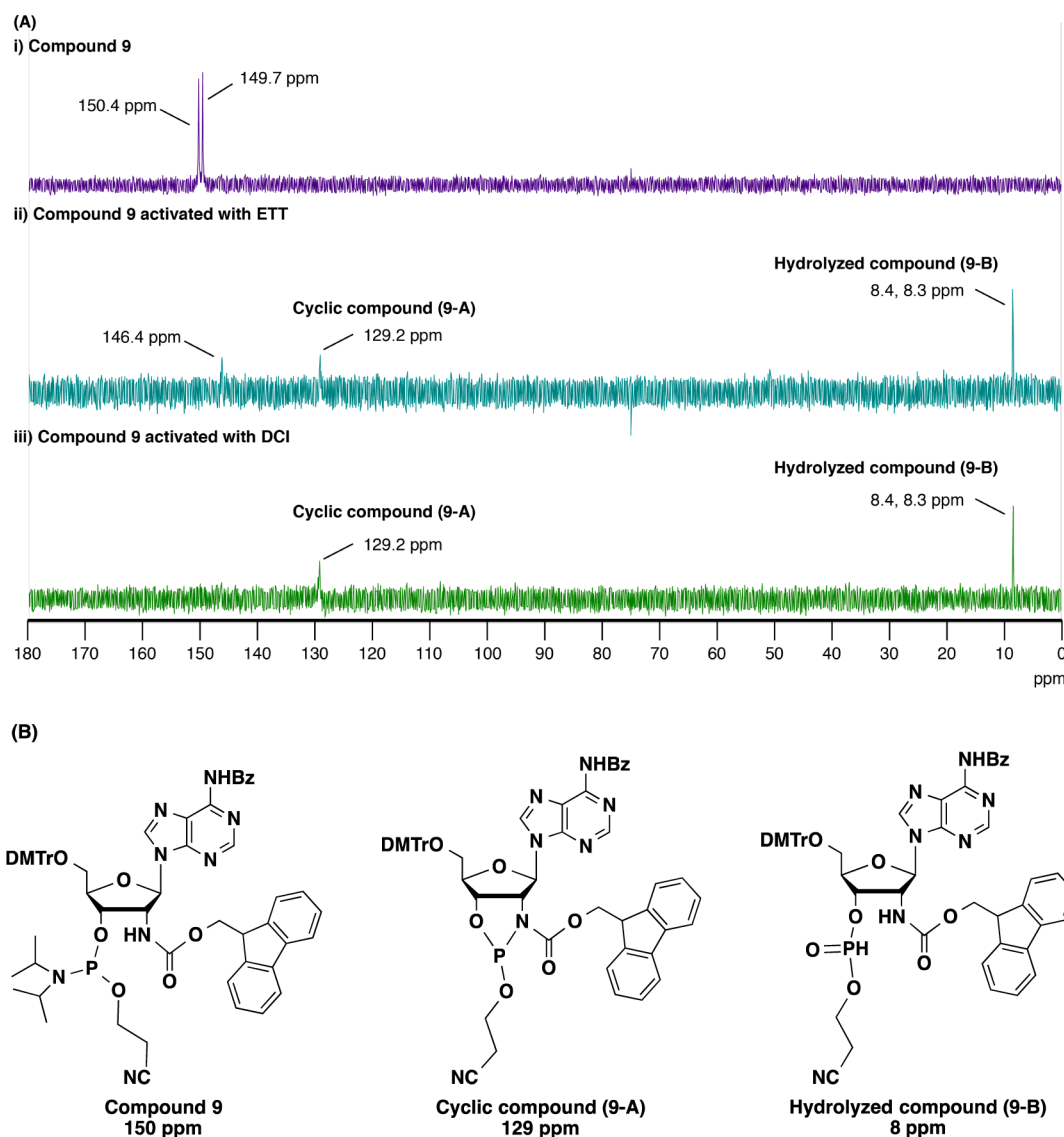 (A)
i) Compound 9
149.7 ppm
150.4 ppm
ii) Compound 9 activated with ETT
Hydrolyzed compound (9-B)
8.4, 8.3 ppm
Cyclic compound (9-A)
146.4 ppm
129.2 ppm
iii) Compound 9 activated with DCI
Hydrolyzed compound (9-B)
8.4, 8.3 ppm
Cyclic compound (9-A)
129.2 ppm
180 170 160 150 140 130 120 110 100 90 80 70 60 50 40 30 20 10 0
ppm
(B)
NHBz
N N
N N
DMTrO
O
HN O
O
O
P
N O
NC
Compound 9
150 ppm
NHBz
N N
N N
DMTrO
O
O N O
P O
O
NC
Cyclic compound (9-A)
129 ppm
NHBz
N N
N N
DMTrO
O
O HN O
O=PH O
O
NC
Hydrolyzed compound (9-B)
8 ppm